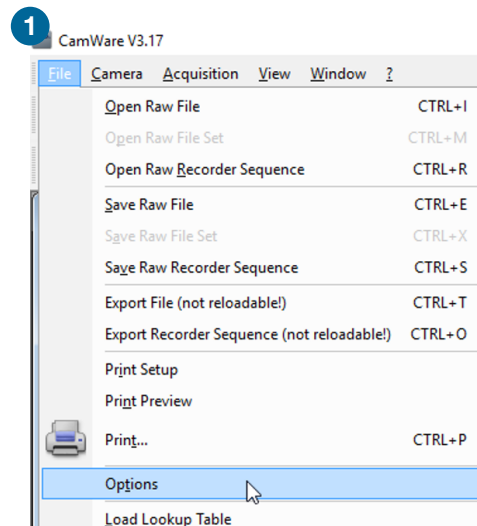 1
CamWare V3.17
File Camera Acquisition View Window ?
Open Raw File CTRL+I
Open Raw File Set CTRL+M
Open Raw Recorder Sequence CTRL+R
Save Raw File CTRL+E
Save Raw File Set CTRL+X
Save Raw Recorder Sequence CTRL+S
Export File (not reloadable!) CTRL+T
Export Recorder Sequence (not reloadable!) CTRL+O
Print Setup
Print Preview
Print... CTRL+P
Options
Load Lookup Table